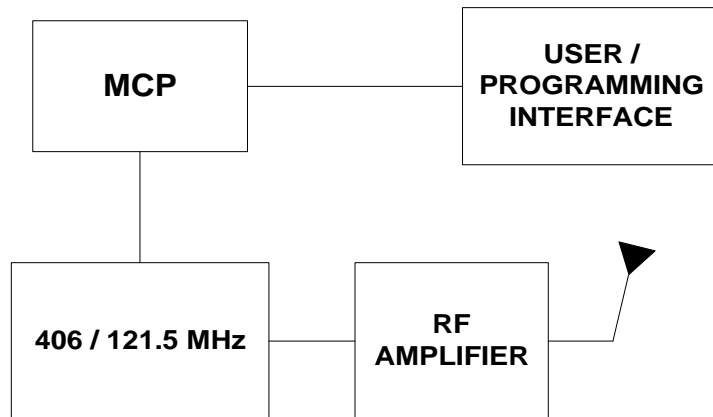 MCP
USER /
PROGRAMMING
INTERFACE
406 / 121.5 MHz
RF
AMPLIFIER